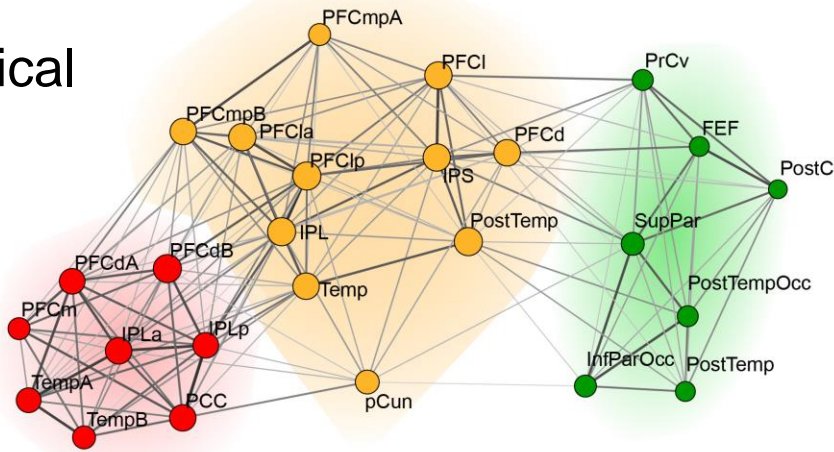 ical
PFCmpA
PFCl
PrCv
PFCmpB
PFCla
FEF
PFCd
PFClp
IPS
PostC
IPL
PostTemp
SupPar
PFCdB
PFCdA
Temp
PostTempOcc
PFCm
IPLa
IPLp
InfParOcc
PostTemp
TempA
PCC
TempB
pCun